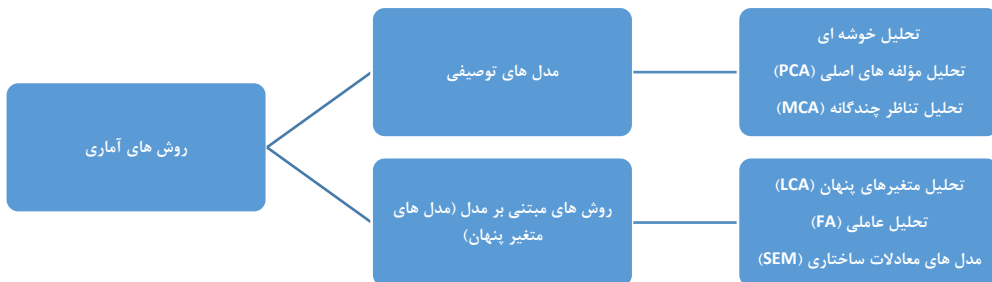 روش های آماری
مدل های توصیفی
تحلیل خوشه ای
تحلیل مؤلفه های اصلی (PCA)
تحلیل تناظر چندگانه (MCA)
روش های مبتنی بر مدل (مدل های
متغیر پنهان)
تحلیل متغیرهای پنهان (LCA)
تحلیل عاملی (FA)
مدل های معادلات ساختاری (SEM)